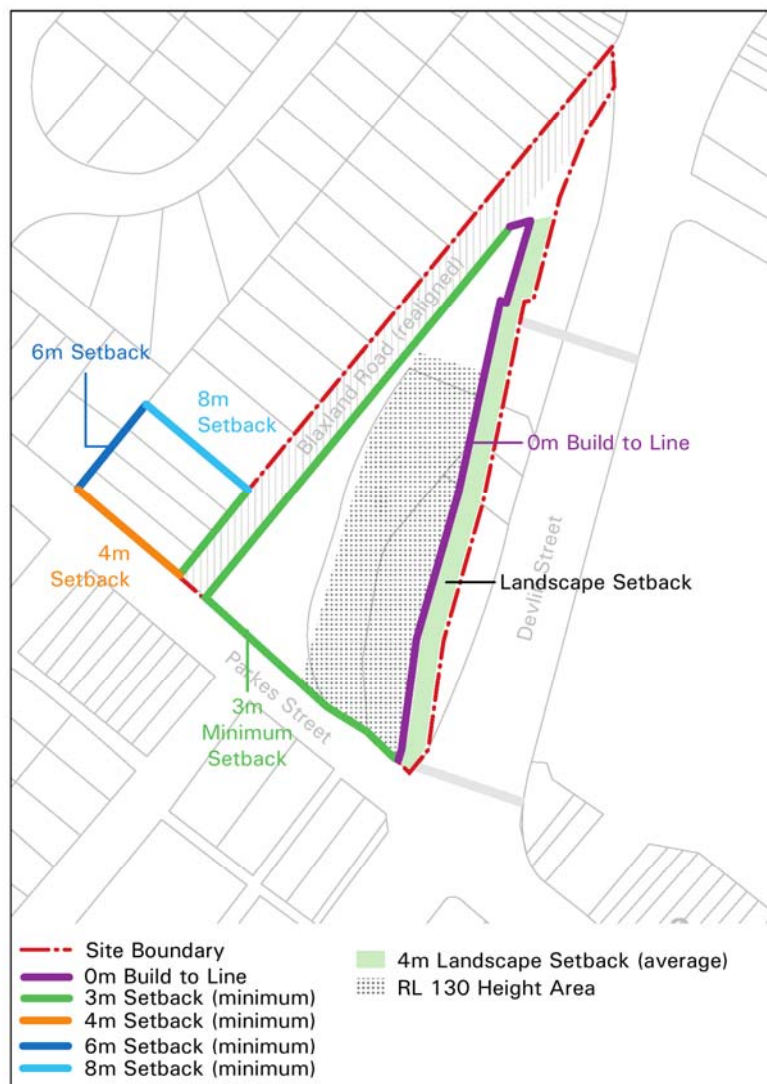 6m Setback
8m
Setback
Blaxland Road (realigned)
0m Build to Line
4m
Setback
Landscape Setback
Devlin Street
Parkes Street
3m
Minimum
Setback
Site Boundary
0m Build to Line
3m Setback (minimum)
4m Setback (minimum)
6m Setback (minimum)
8m Setback (minimum)
4m Landscape Setback (average)
RL 130 Height Area